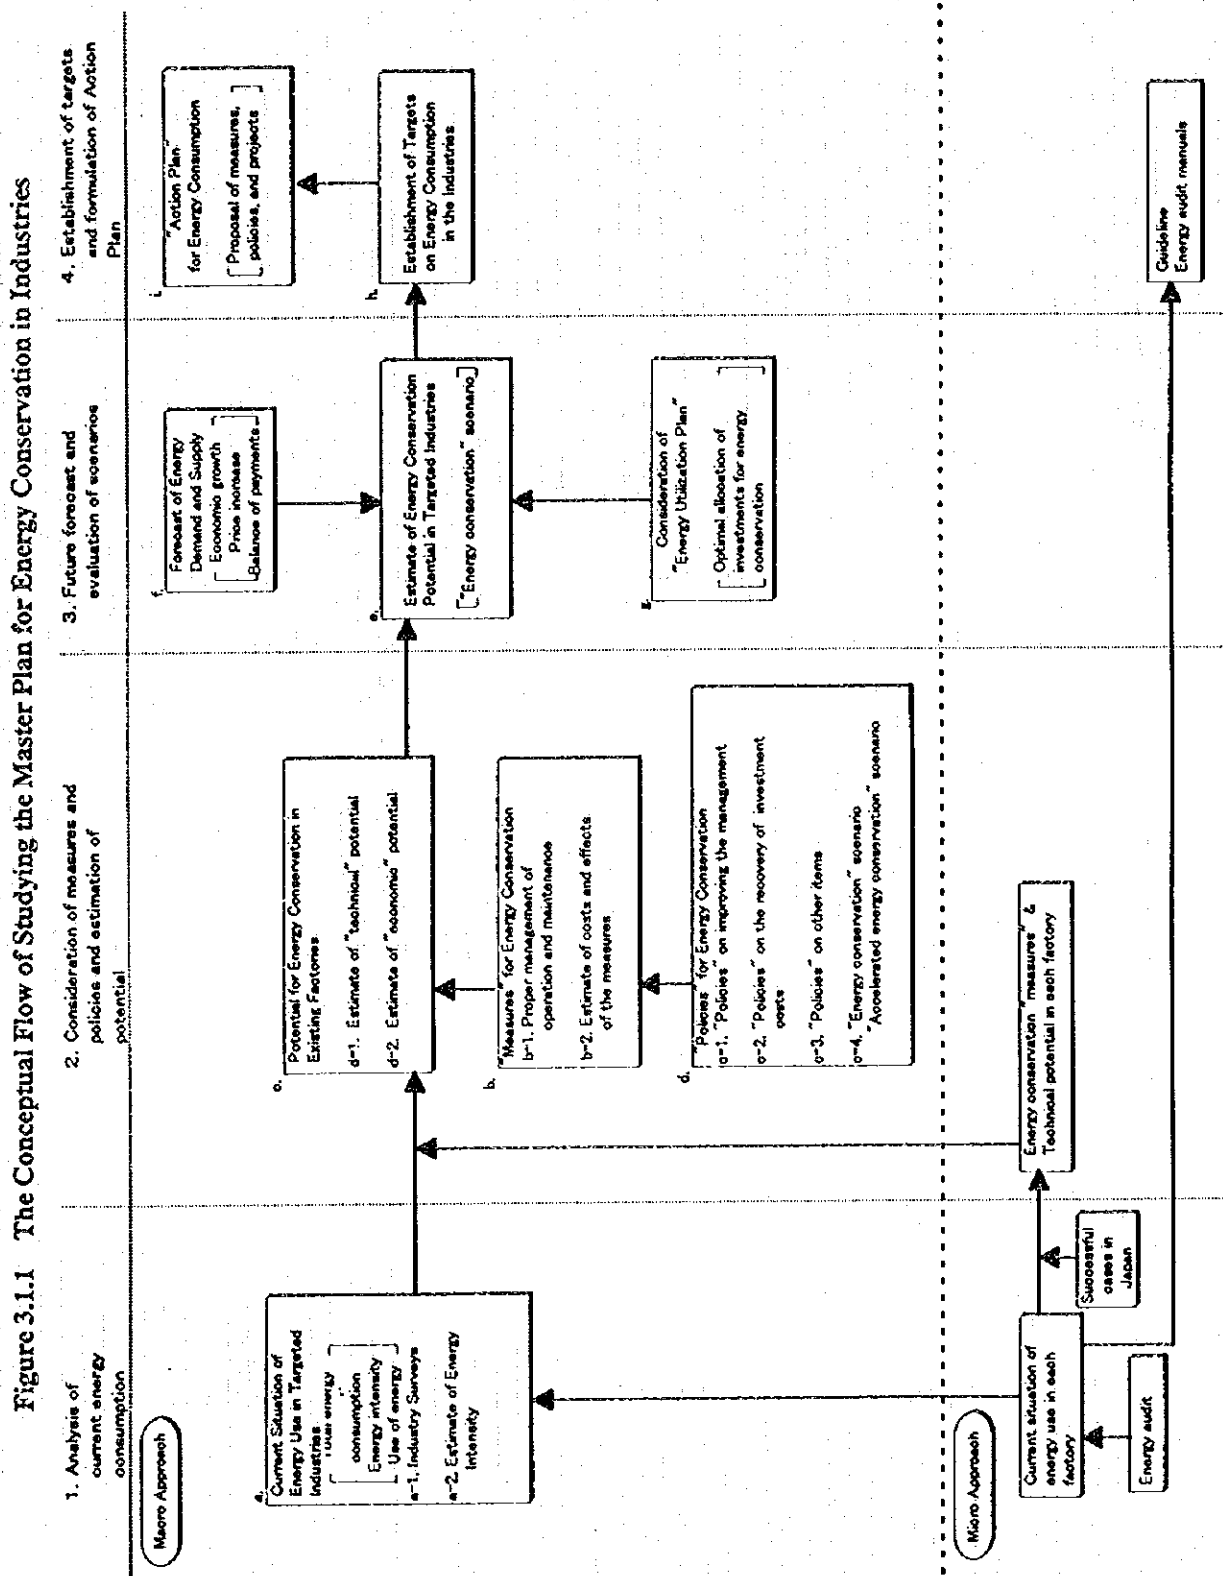 Figure 3.1.1 The Conceptual Flow of Studying the Master Plan for Energy Conservation in Industries
1. Analysis of
current energy
consumption
2. Consideration of measures and
policies and estimation of
potential
3. Future forecast and
evaluation of scenarios
4. Establishment of targets
and formulation of Action
Plan
Macro Approach
a.
Current Situation of
Energy Use in Targeted
Industries
Total energy
consumption
Energy intensity
Use of energy
a-1. Industry Surveys
a-2. Estimate of Energy
Intensity
c.
Potential for Energy Conservation in
Existing Factories
d-1. Estimate of "technical" potential
d-2. Estimate of "economic" potential
b.
"Measures" for Energy Conservation
b-1. Proper management of
operation and maintenance
b-2. Estimate of costs and effects
of the measures
d.
"Policies" for Energy Conservation
c-1. "Policies" on improving the management
c-2. "Policies" on the recovery of investment
costs
c-3. "Policies" on other items
c-4. "Energy conservation" scenario
"Accelerated energy conservation" scenario
f.
Forecast of Energy
Demand and Supply
Economic growth
Price increase
Balance of payments
e.
Estimate of Energy Conservation
Potential in Targeted Industries
"Energy conservation" scenario
g.
Consideration of
"Energy Utilization Plan"
Optimal allocation of
investments for energy
conservation
i.
"Action Plan"
for Energy Consumption
Proposal of measures,
policies, and projects
h.
Establishment of Targets
on Energy Consumption
in the Industries
Micro Approach
Current situation of
energy use in each
factory
Energy audit
Successful
cases in
Japan
Energy conservation "measures" &
Technical potential in each factory
Guideline
Energy audit manuals